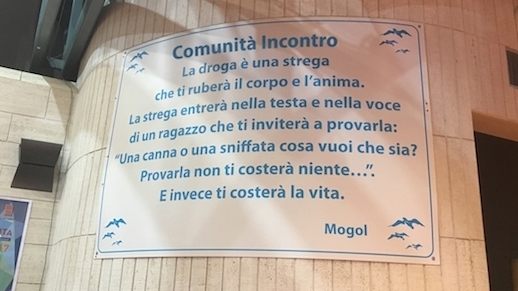 Comunità Incontro
La droga è una strega
che ti ruberà il corpo e l'anima.
La strega entrerà nella testa e nella voce
di un ragazzo che ti inviterà a provarla:
"Una canna o una sniffata cosa vuoi che sia?
Provarla non ti costerà niente...".
E invece ti costerà la vita.
Mogol